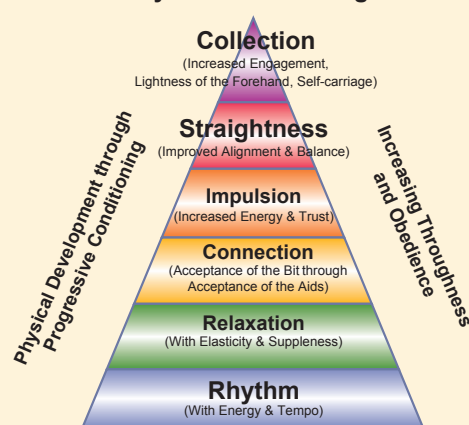 Collection
(Increased Engagement,
Lightness of the Forehand, Self-carriage)
Straightness
(Improved Alignment & Balance)
Impulsion
(Increased Energy & Trust)
Connection
(Acceptance of the Bit through
Acceptance of the Aids)
Relaxation
(With Elasticity & Suppleness)
Rhythm
(With Energy & Tempo)
Physical Development through
Progressive Conditioning
Increasing Throughness
and Obedience